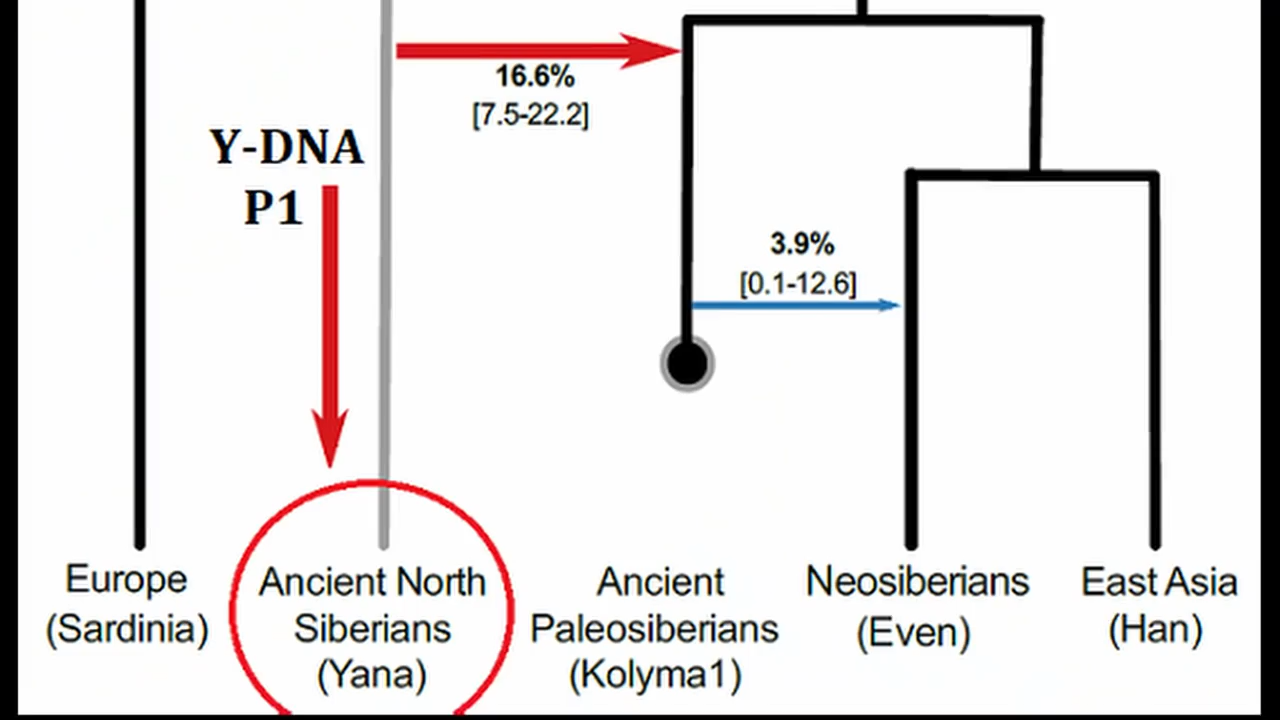 16.6%
[7.5-22.2]
Y-DNA
P1
3.9%
[0.1-12.6]
Europe
(Sardinia)
Ancient North
Siberians
(Yana)
Ancient
Paleosiberians
(Kolyma1)
Neosiberians
(Even)
East Asia
(Han)